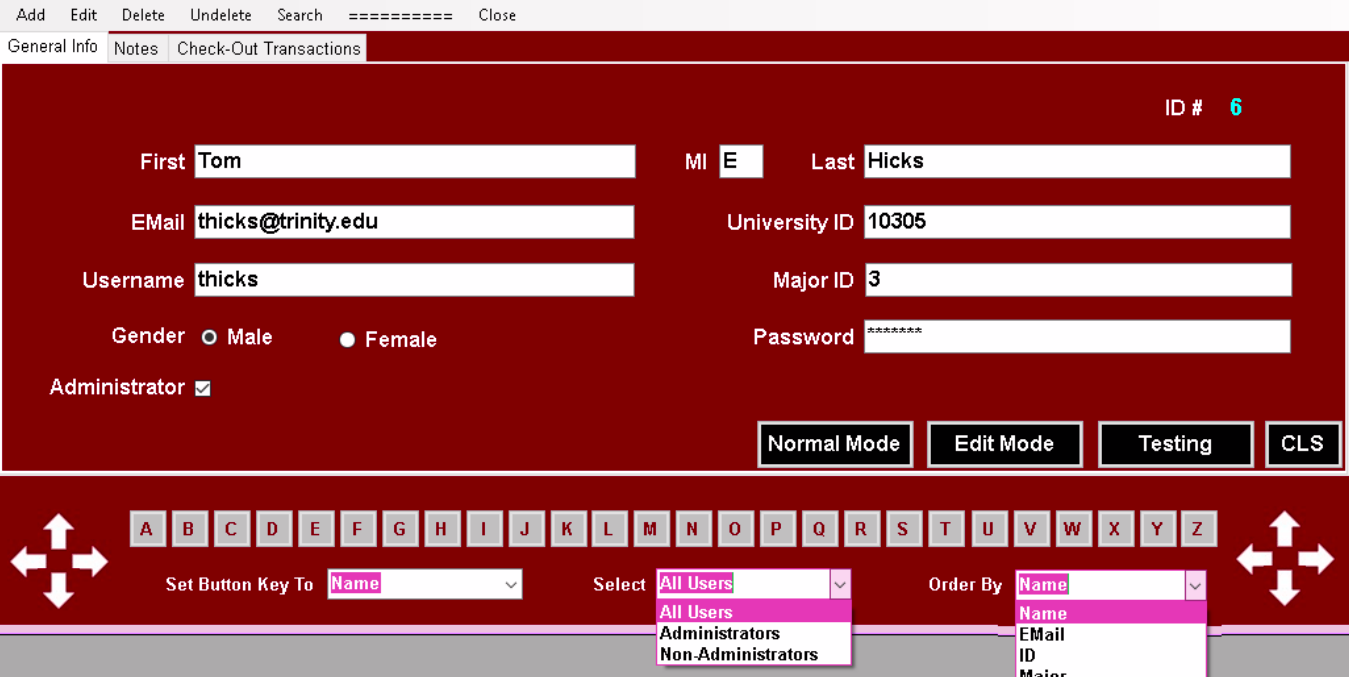 Add Edit Delete Undelete Search ========== Close
General Info Notes Check-Out Transactions
ID # 6
First Tom MI E Last Hicks
EMail thicks@trinity.edu University ID 10305
Username thicks Major ID 3
Gender Male Female Password *******
Administrator
Normal Mode Edit Mode Testing CLS
A B C D E F G H I J K L M N O P Q R S T U V W X Y Z
Set Button Key To Name Select All Users Order By Name
All Users Name
Administrators EMail
Non-Administrators ID
Major